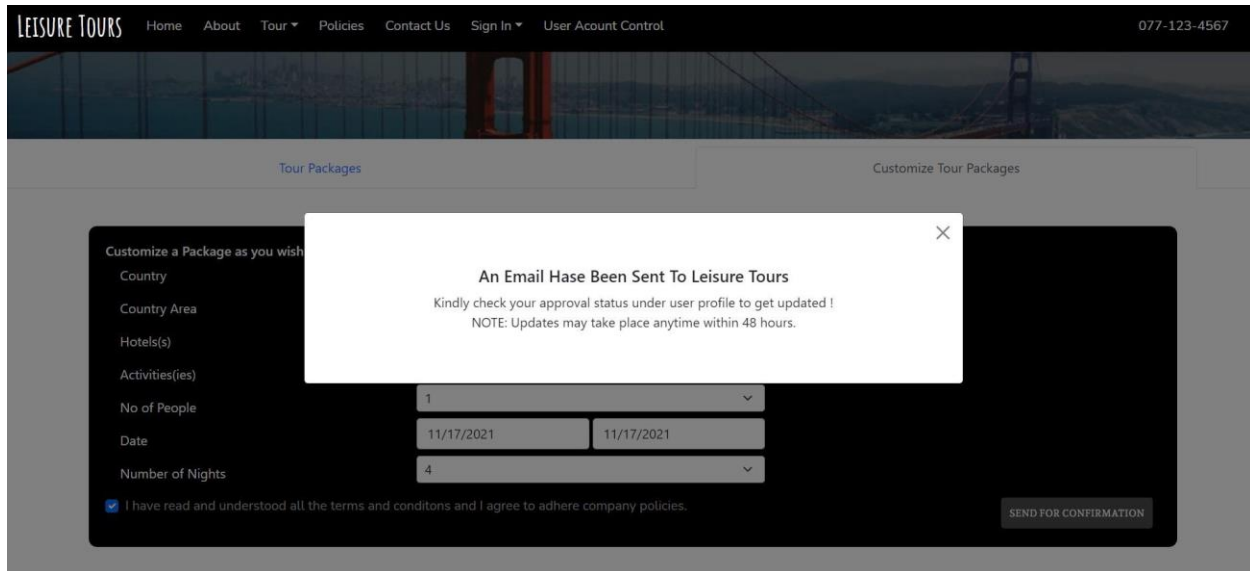 LEISURE TOURS Home About Tour Policies Contact Us Sign In User Acount Control 077-123-4567
Tour Packages Customize Tour Packages
An Email Hase Been Sent To Leisure Tours
Kindly check your approval status under user profile to get updated !
NOTE: Updates may take place anytime within 48 hours.
Customize a Package as you wish
Country
Country Area
Hotels(s)
Activities(ies)
No of People 1
Date 11/17/2021 11/17/2021
Number of Nights 4
I have read and understood all the terms and conditons and I agree to adhere company policies.
SEND FOR CONFIRMATION